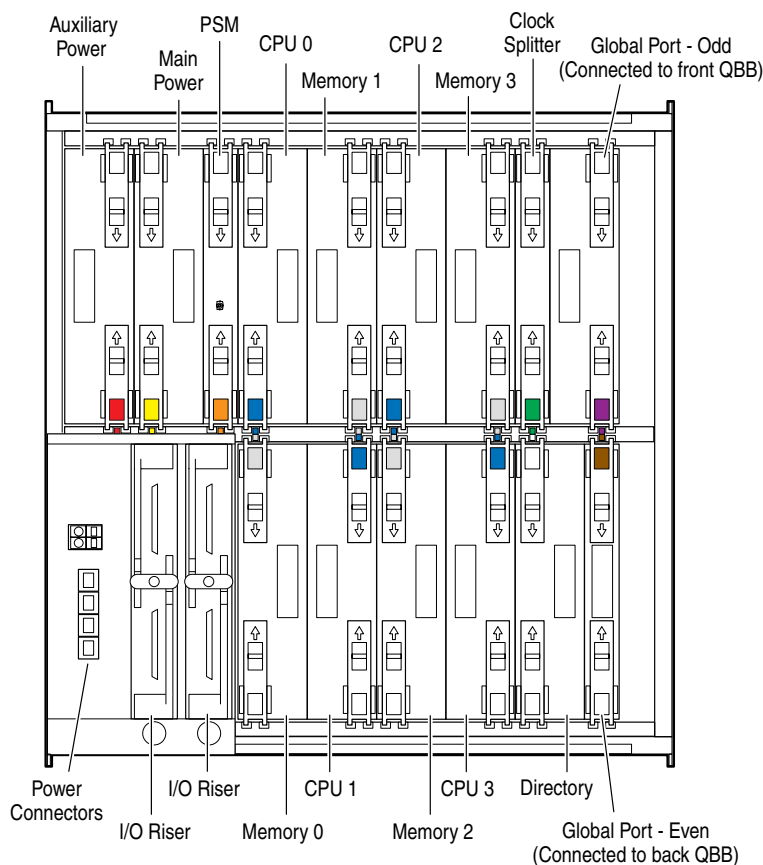 Auxiliary
Power
Main
Power
PSM
CPU 0
Memory 1
CPU 2
Memory 3
Clock
Splitter
Global Port - Odd
(Connected to front QBB)
Power
Connectors
I/O Riser
I/O Riser
Memory 0
CPU 1
Memory 2
CPU 3
Directory
Global Port - Even
(Connected to back QBB)